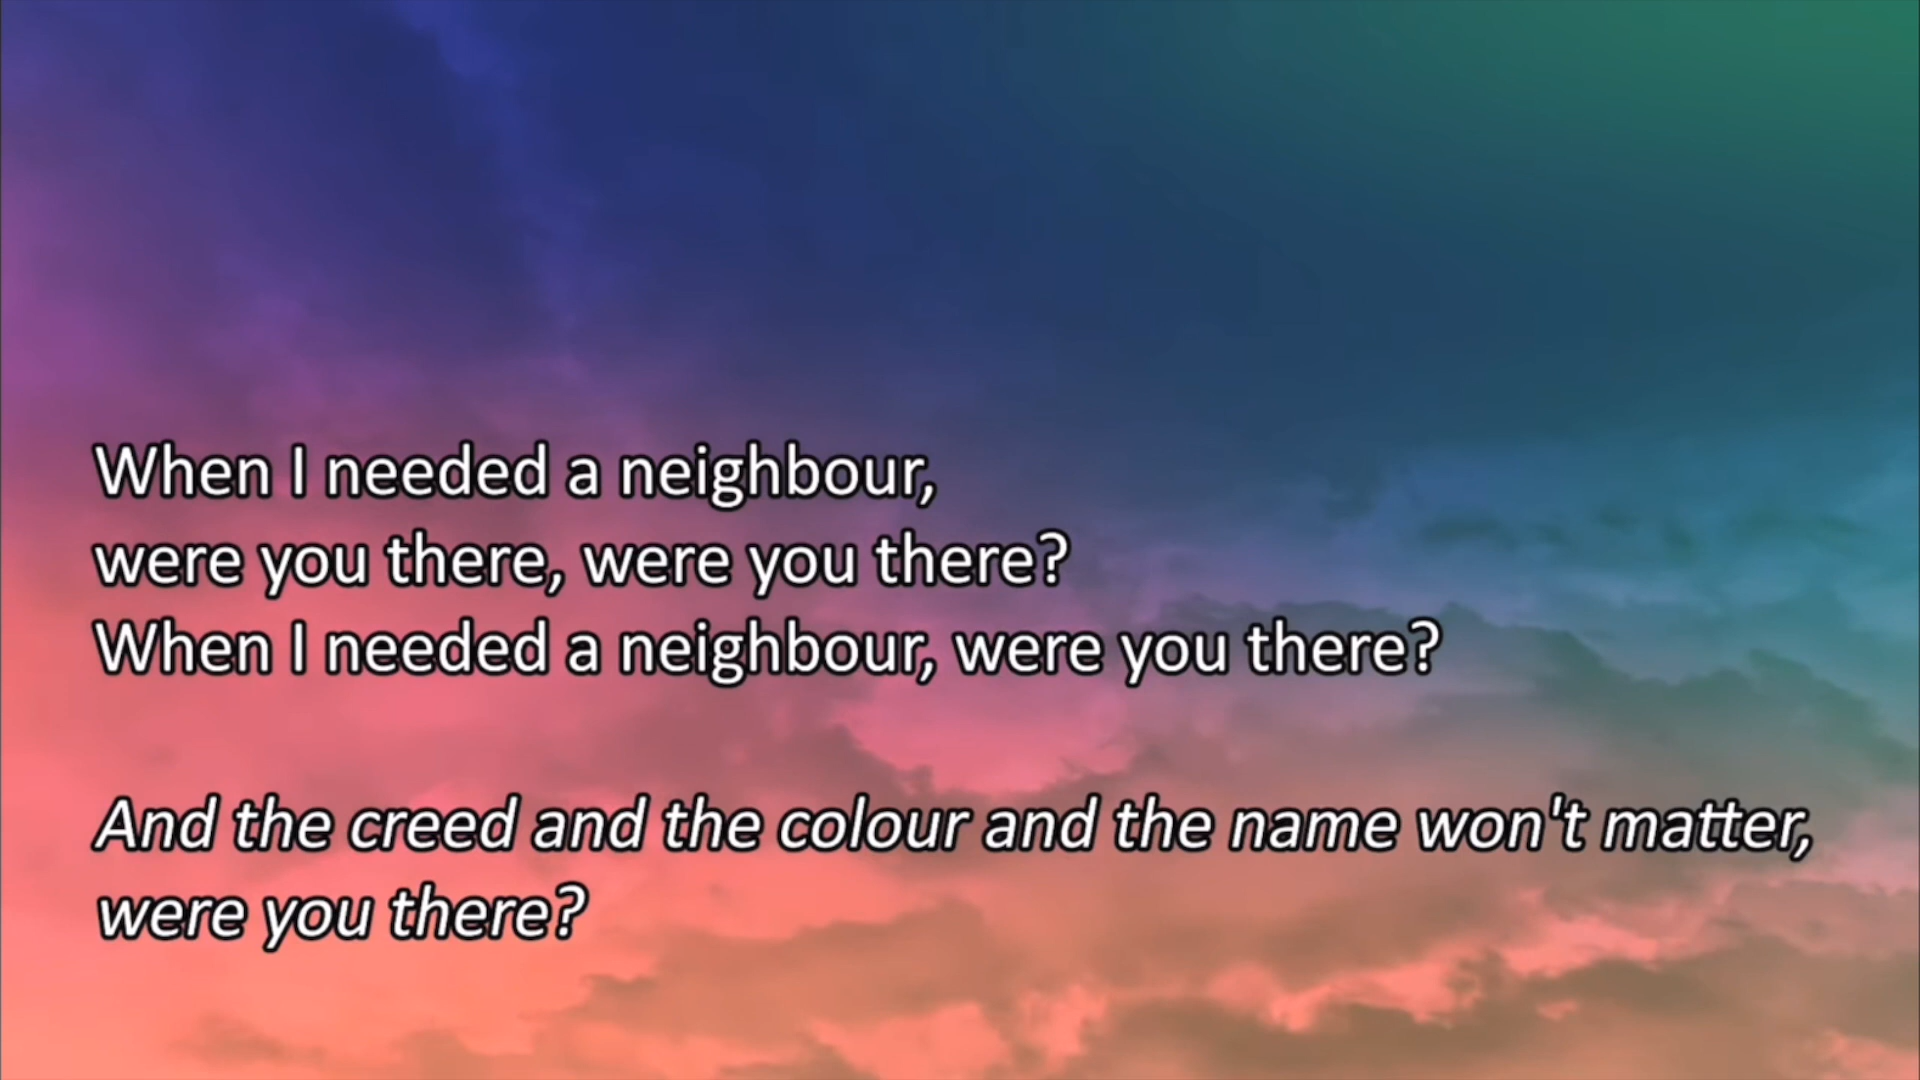 When I needed a neighbour,
were you there, were you there?
When I needed a neighbour, were you there?
And the creed and the colour and the name won't matter,
were you there?